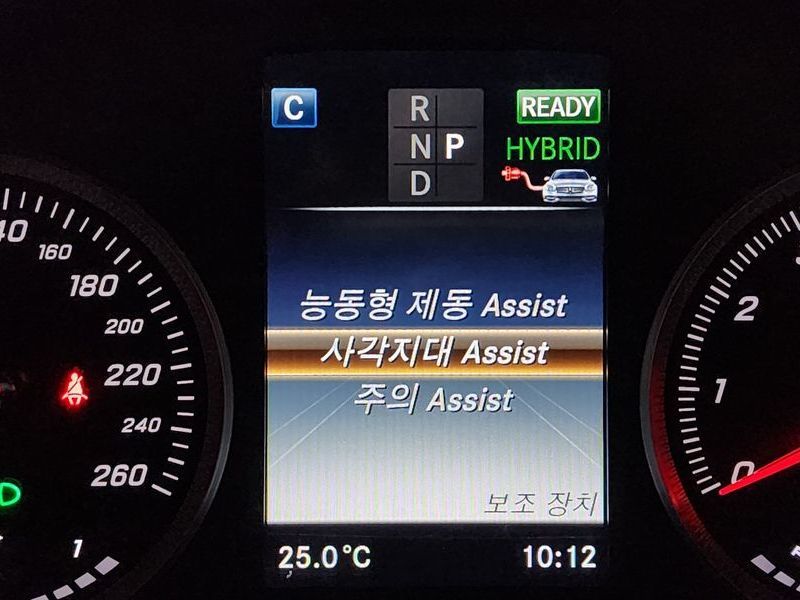 C
R
N P
D
READY
HYBRID
능동형 제동 Assist
사각지대 Assist
주의 Assist
보조 장치
25.0°C
10:12
160
180
200
220
240
260
1
2
1
0